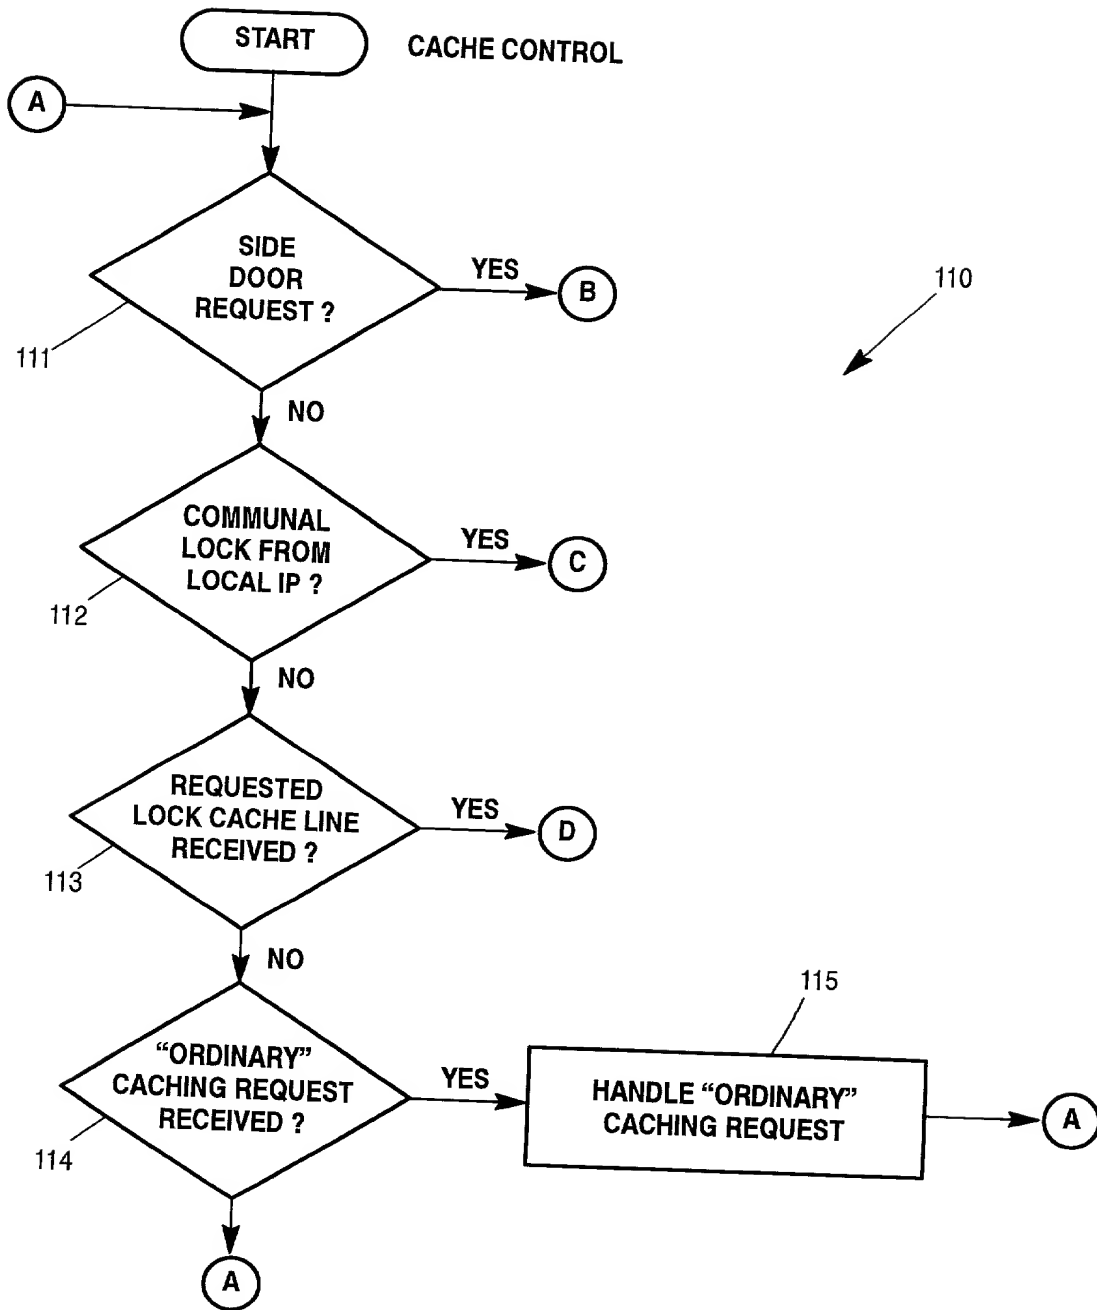 START
CACHE CONTROL
A
SIDE
DOOR
REQUEST ?
YES
B
110
111
NO
COMMUNAL
LOCK FROM
LOCAL IP ?
YES
C
112
NO
REQUESTED
LOCK CACHE LINE
RECEIVED ?
YES
D
113
NO
115
“ORDINARY”
CACHING REQUEST
RECEIVED ?
YES
HANDLE “ORDINARY”
CACHING REQUEST
A
114
A